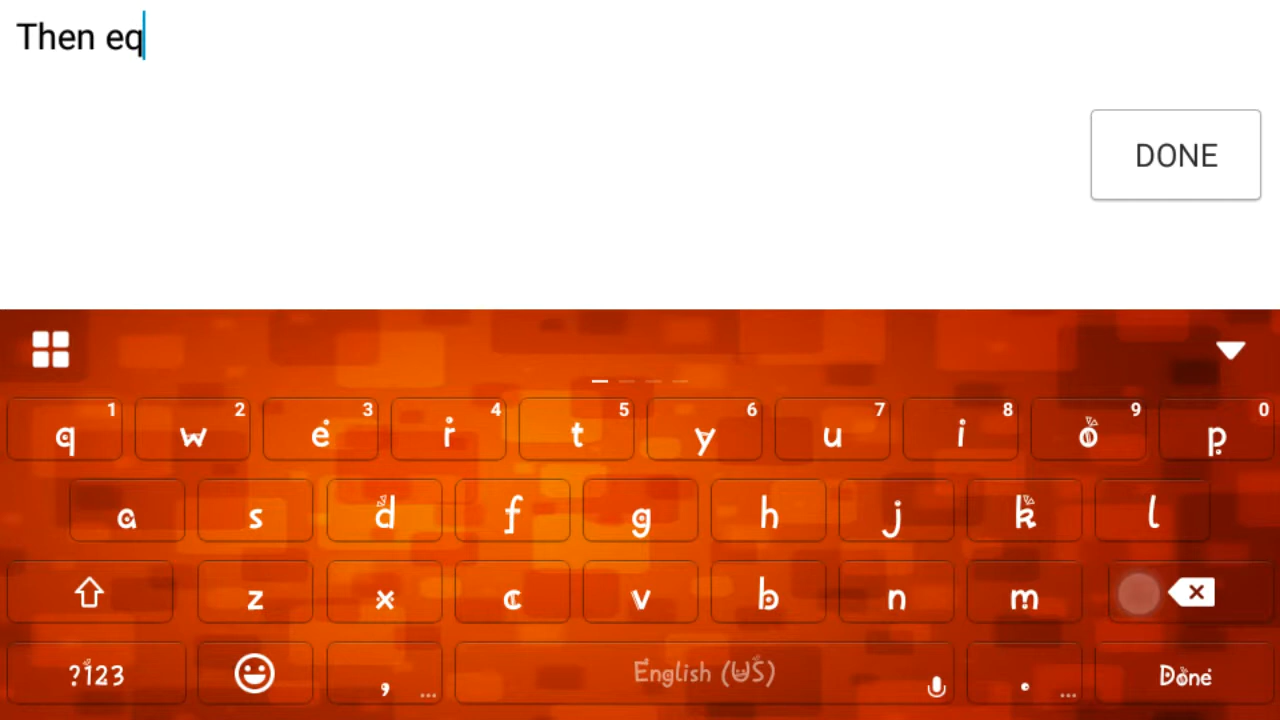 Then eq
DONE
1 2 3 4 5 6 7 8 9 0
q w e r t y u i o p
a s d f g h j k l
z x c v b n m
?123 , ... English (US) . ... Done